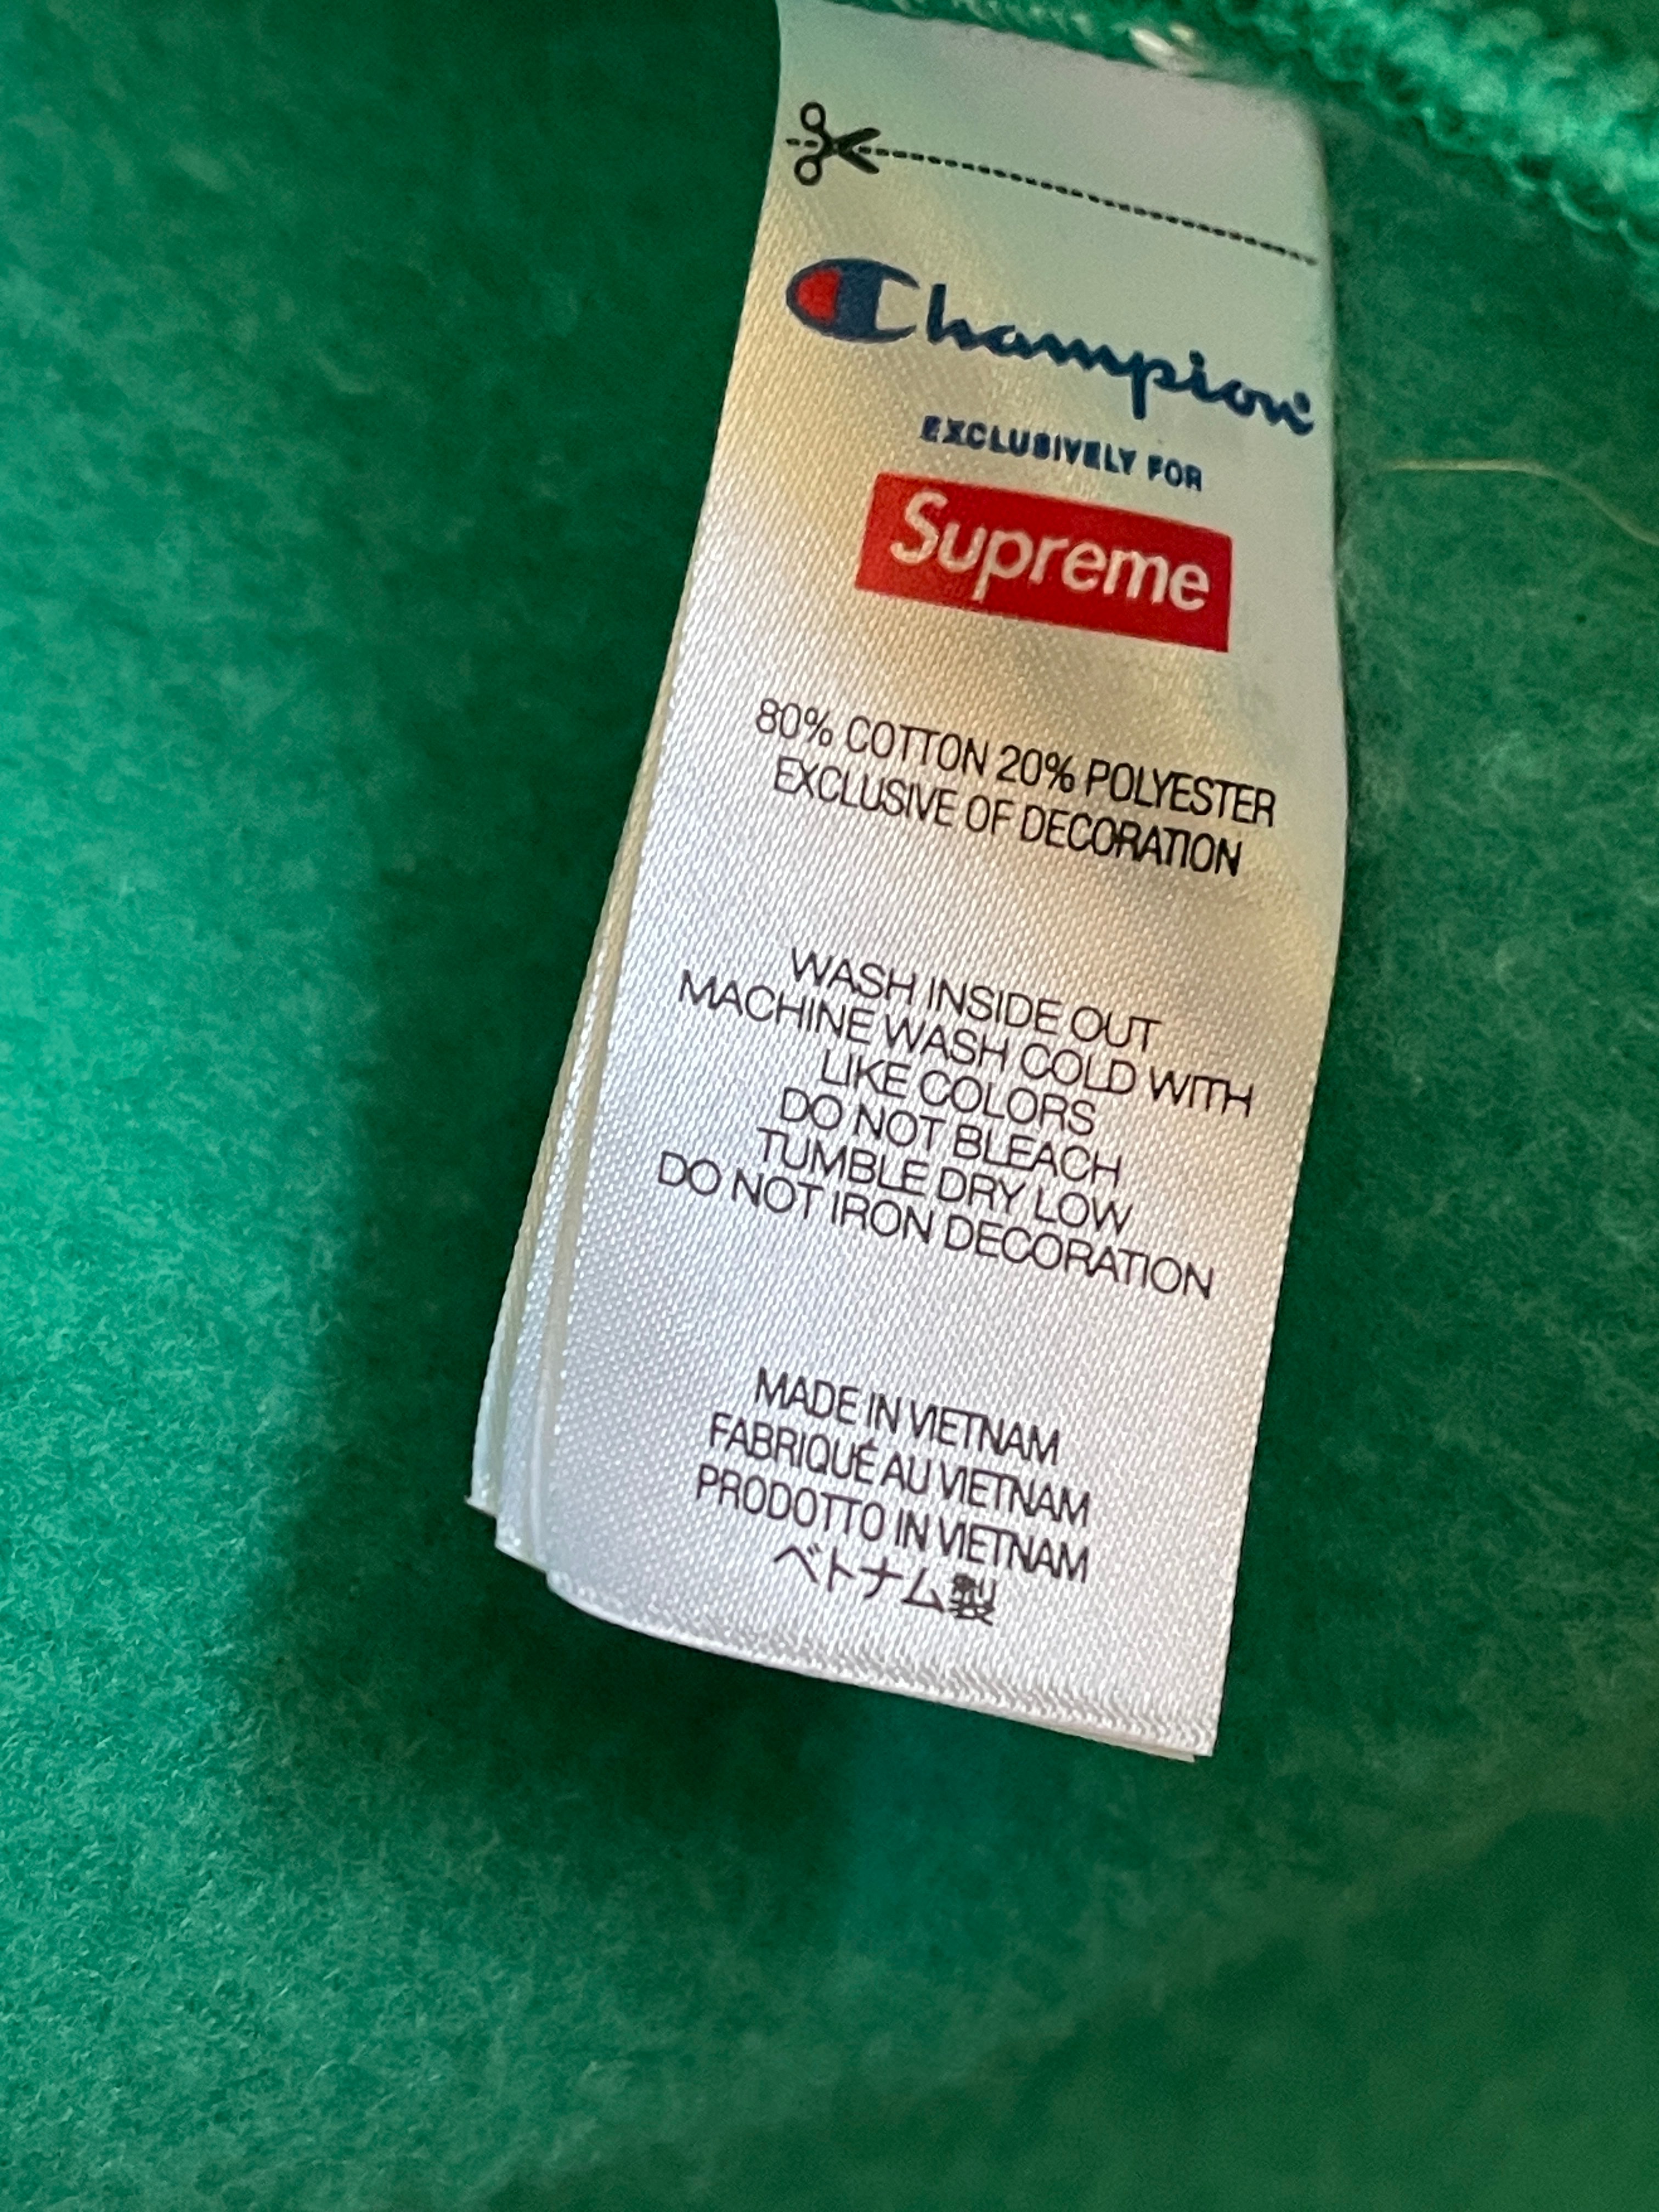 Champion
EXCLUSIVELY FOR
Supreme
80% COTTON 20% POLYESTER
EXCLUSIVE OF DECORATION
WASH INSIDE OUT
MACHINE WASH COLD WITH
LIKE COLORS
DO NOT BLEACH
TUMBLE DRY LOW
DO NOT IRON DECORATION
MADE IN VIETNAM
FABRIQUÉ AU VIETNAM
PRODOTTO IN VIETNAM
ベトナム製